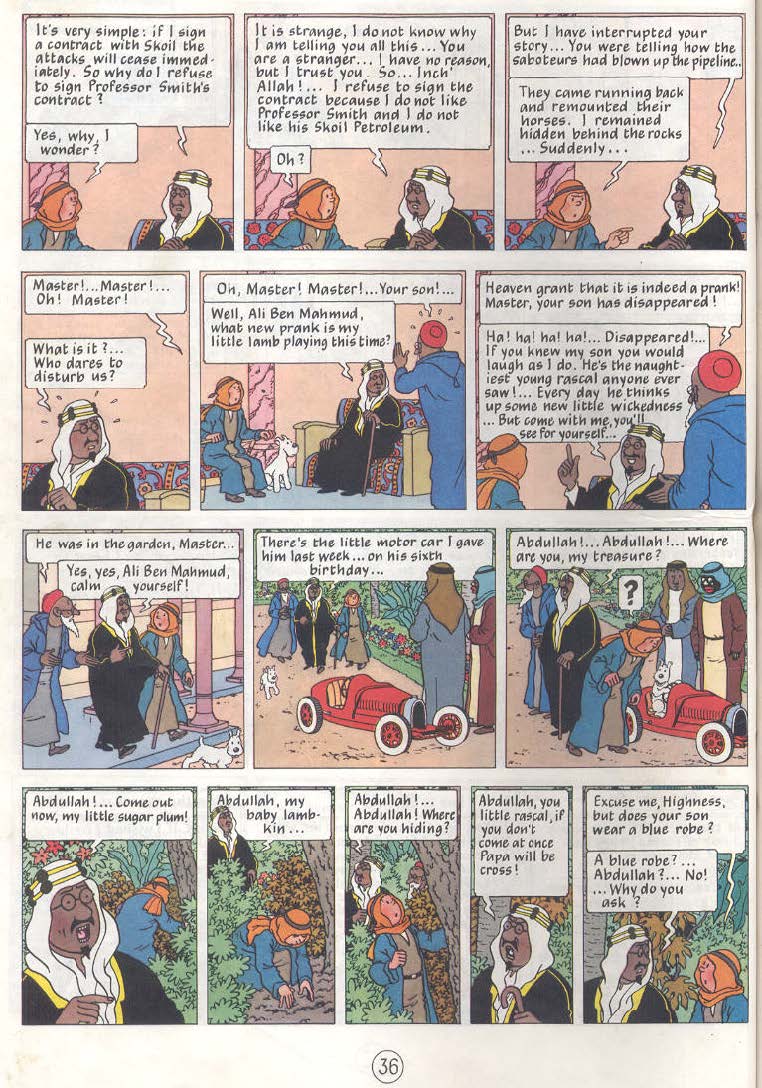 It's very simple: if I sign
a contract with Skoil the
attacks will cease immed-
iately. So why do I refuse
to sign Professor Smith's
contract?
Yes, why, I
wonder?
It is strange, I do not know why
I am telling you all this... You
are a stranger... I have no reason,
but I trust you. So... Inch'
Allah!... I refuse to sign the
contract because I do not like
Professor Smith and I do not
like his Skoil Petroleum.
Oh?
But I have interrupted your
story... You were telling how the
saboteurs had blown up the pipeline..
They came running back
and remounted their
horses. I remained
hidden behind the rocks
... Suddenly...
Master!...Master!...
Oh! Master!
What is it?...
Who dares to
disturb us?
Oh, Master! Master!...Your son!...
Well, Ali Ben Mahmud,
what new prank is my
little lamb playing this time?
Heaven grant that it is indeed a prank!
Master, your son has disappeared!
Ha! ha! ha! ha!... Disappeared!...
If you knew my son you would
laugh as I do. He's the naught-
iest young rascal anyone ever
saw!... Every day he thinks
up some new little wickedness
... But come with me, you'll
see for yourself...
He was in the garden, Master...
Yes, yes, Ali Ben Mahmud,
calm yourself!
There's the little motor car I gave
him last week... on his sixth
birthday...
Abdullah!... Abdullah!... Where
are you, my treasure?
?
Abdullah!... Come out
now, my little sugar plum!
Abdullah, my
baby lamb-
kin...
Abdullah!...
Abdullah! Where
are you hiding?
Abdullah, you
little rascal, if
you don't
come at once
Papa will be
cross!
Excuse me, Highness,
but does your son
wear a blue robe?
A blue robe?...
Abdullah?... No!
... Why do you
ask?
36